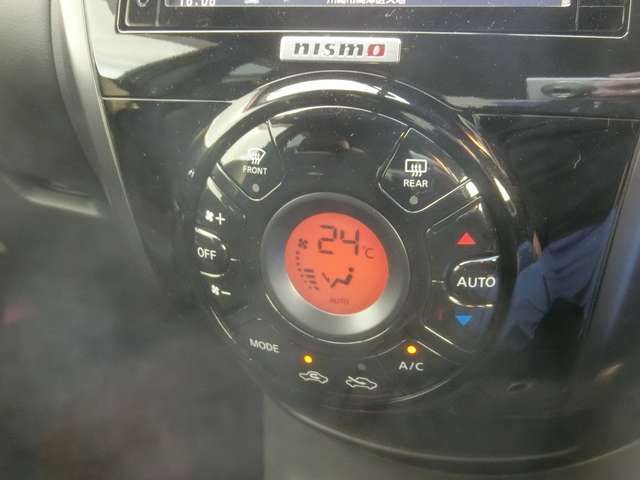 nismo
FRONT
REAR
+
24°C
OFF
AUTO
-
AUTO
MODE
A/C